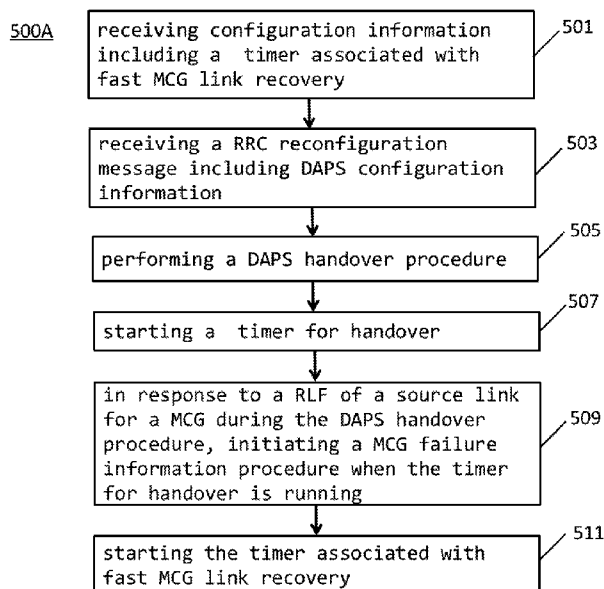 500A
receiving configuration information
including a timer associated with
fast MCG link recovery
501
receiving a RRC reconfiguration
message including DAPS configuration
information
503
performing a DAPS handover procedure
505
starting a timer for handover
507
in response to a RLF of a source link
for a MCG during the DAPS handover
procedure, initiating a MCG failure
information procedure when the timer
for handover is running
509
starting the timer associated with
fast MCG link recovery
511